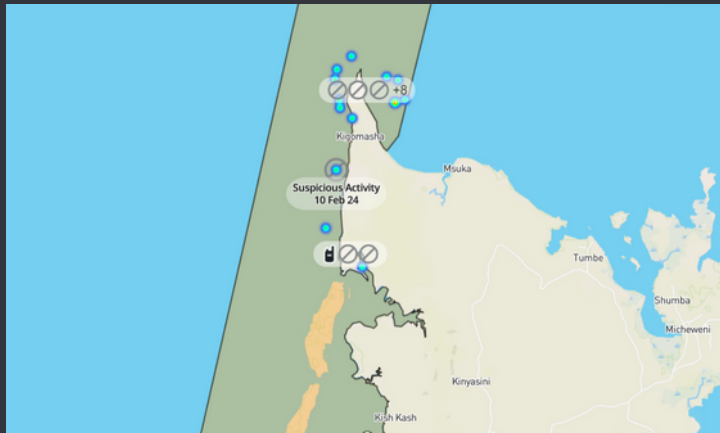 +8
Kigomasha
Msuka
Suspicious Activity
10 Feb 24
Tumbe
Shumba
Micheweni
Kinyasini
Kish Kash